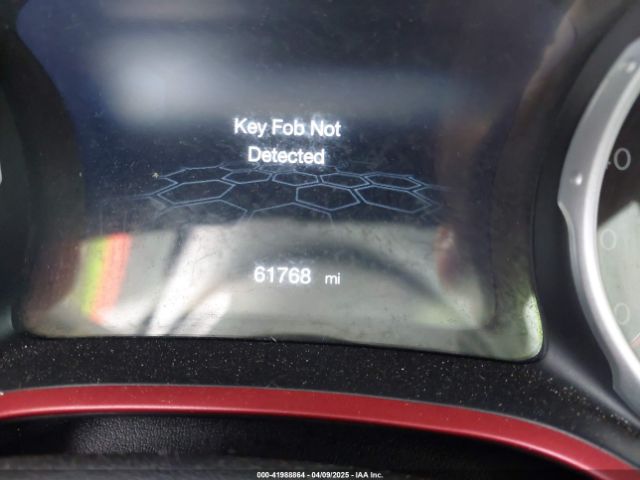 Key Fob Not
Detected
61768 mi
000-41988864 | 04/09/2025 | IAA Inc.